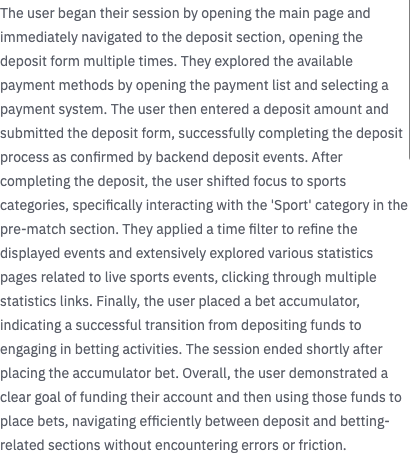 The user began their session by opening the main page and
immediately navigated to the deposit section, opening the
deposit form multiple times. They explored the available
payment methods by opening the payment list and selecting a
payment system. The user then entered a deposit amount and
submitted the deposit form, successfully completing the deposit
process as confirmed by backend deposit events. After
completing the deposit, the user shifted focus to sports
categories, specifically interacting with the 'Sport' category in the
pre-match section. They applied a time filter to refine the
displayed events and extensively explored various statistics
pages related to live sports events, clicking through multiple
statistics links. Finally, the user placed a bet accumulator,
indicating a successful transition from depositing funds to
engaging in betting activities. The session ended shortly after
placing the accumulator bet. Overall, the user demonstrated a
clear goal of funding their account and then using those funds to
place bets, navigating efficiently between deposit and betting-
related sections without encountering errors or friction.